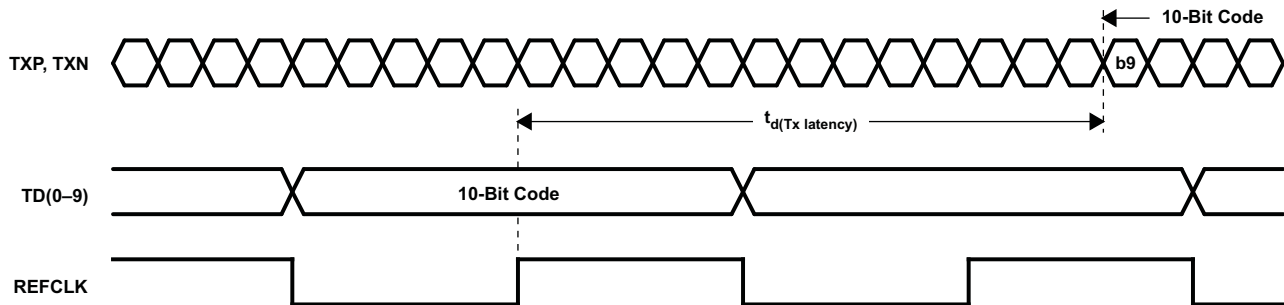 10-Bit Code
TXP, TXN
b9
td(Tx latency)
TD(0–9)
10-Bit Code
REFCLK